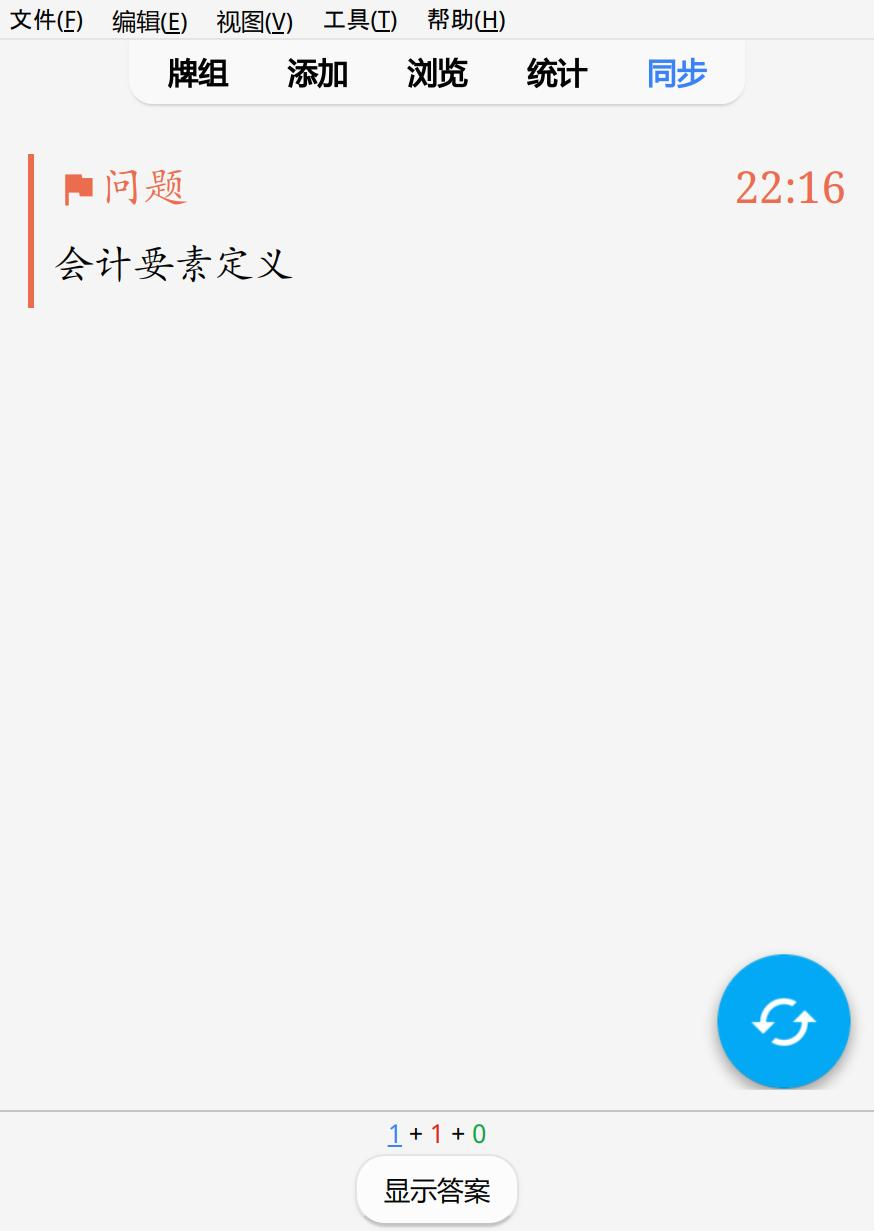 文件(F) 编辑(E) 视图(V) 工具(T) 帮助(H)
牌组 添加 浏览 统计 同步
问题 22:16
会计要素定义
1 + 1 + 0
显示答案